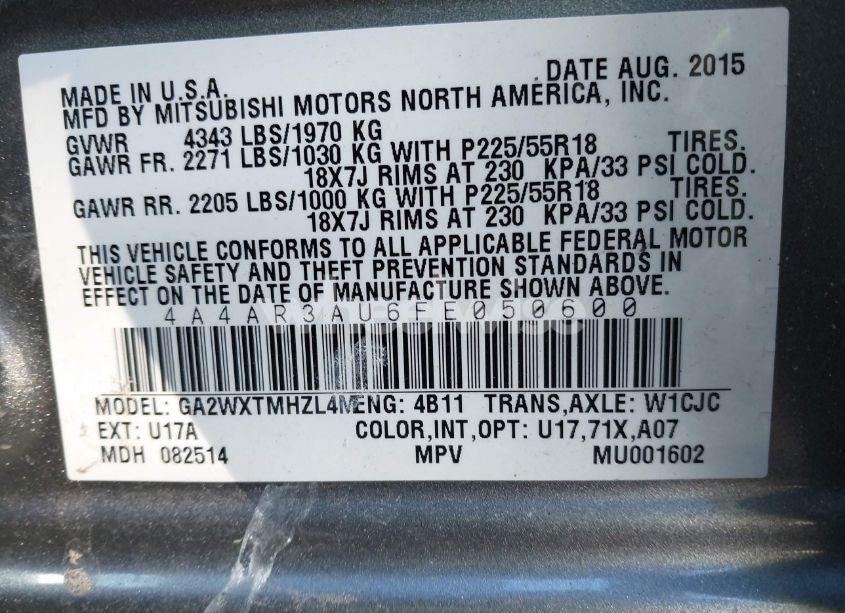 DATE AUG. 2015
MADE IN U.S.A.
MFD BY MITSUBISHI MOTORS NORTH AMERICA, INC.
GVWR 4343 LBS/1970 KG
GAWR FR. 2271 LBS/1030 KG WITH P225/55R18 TIRES.
18X7J RIMS AT 230 KPA/33 PSI COLD.
GAWR RR. 2205 LBS/1000 KG WITH P225/55R18 TIRES.
18X7J RIMS AT 230 KPA/33 PSI COLD.
THIS VEHICLE CONFORMS TO ALL APPLICABLE FEDERAL MOTOR
VEHICLE SAFETY AND THEFT PREVENTION STANDARDS IN
EFFECT ON THE DATE OF MANUFACTURE SHOWN ABOVE.
4A4AR3AU6FE050600
MODEL: GA2WXTMHZL4M ENG: 4B11 TRANS,AXLE: W1CJC
EXT: U17A COLOR,INT,OPT: U17,71X,A07
MDH 082514 MPV MU001602